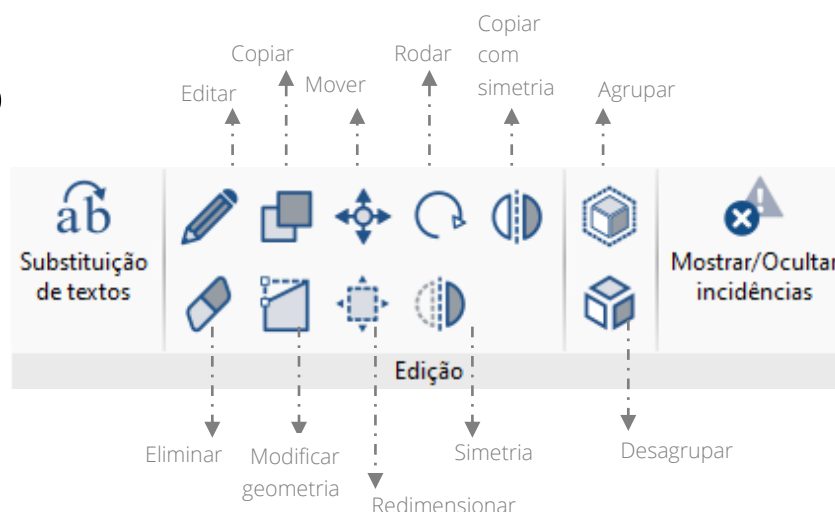 Copiar
com
simetria
Copiar
Rodar
Mover
Editar
Agrupar
ab
Substituição
de textos
Mostrar/Ocultar
incidências
Edição
Eliminar
Modificar
geometria
Redimensionar
Simetria
Desagrupar